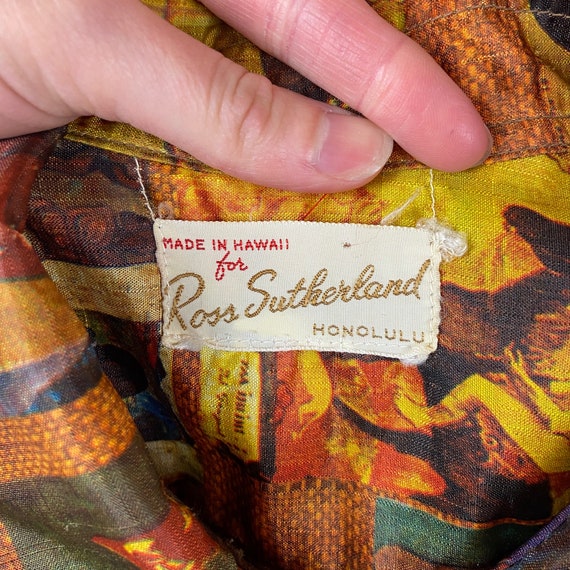 MADE IN HAWAII
for
Ross Sutherland
HONOLULU